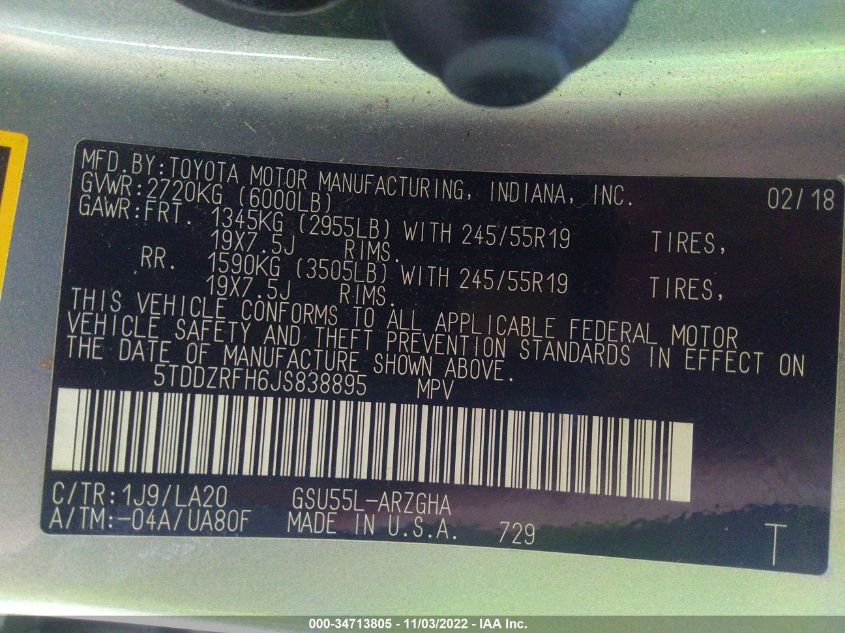 MFD. BY: TOYOTA MOTOR MANUFACTURING, INDIANA, INC. 02/18
GVWR: 2720KG (6000LB)
GAWR: FRT. 1345KG (2955LB) WITH 245/55R19 TIRES,
19X7.5J RIMS.
RR. 1590KG (3505LB) WITH 245/55R19 TIRES,
19X7.5J RIMS.
THIS VEHICLE CONFORMS TO ALL APPLICABLE FEDERAL MOTOR
VEHICLE SAFETY AND THEFT PREVENTION STANDARDS IN EFFECT ON
THE DATE OF MANUFACTURE SHOWN ABOVE.
5TDDZRFH6JS838895 MPV
C/TR: 1J9/LA20 GSU55L-ARZGHA
A/TM: -04A/UA80F MADE IN U.S.A. 729 T
000-34713805 - 11/03/2022 - IAA Inc.